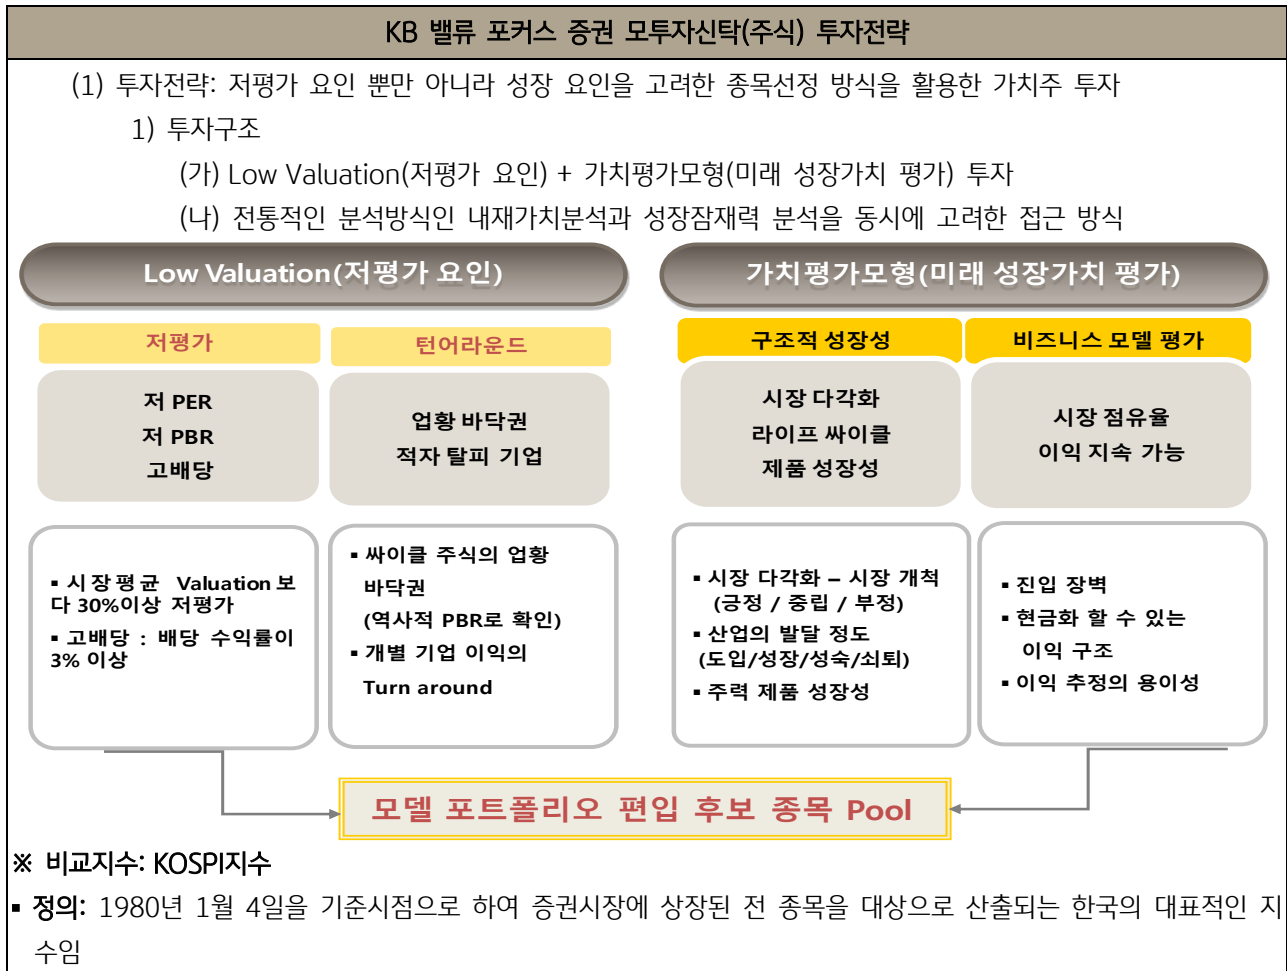 KB 밸류 포커스 증권 모투자신탁(주식) 투자전략
(1) 투자전략: 저평가 요인 뿐만 아니라 성장 요인을 고려한 종목선정 방식을 활용한 가치주 투자
1) 투자구조
(가) Low Valuation(저평가 요인) + 가치평가모형(미래 성장가치 평가) 투자
(나) 전통적인 분석방식인 내재가치분석과 성장잠재력 분석을 동시에 고려한 접근 방식
Low Valuation(저평가 요인)
저평가
저 PER
저 PBR
고배당
▪ 시장평균 Valuation 보
다 30%이상 저평가
▪ 고배당 : 배당 수익률이
3% 이상
턴어라운드
업황 바닥권
적자 탈피 기업
▪ 싸이클 주식의 업황
바닥권
(역사적 PBR로 확인)
▪ 개별 기업 이익의
Turn around
가치평가모형(미래 성장가치 평가)
구조적 성장성
시장 다각화
라이프 싸이클
제품 성장성
▪ 시장 다각화 – 시장 개척
(긍정 / 중립 / 부정)
▪ 산업의 발달 정도
(도입/성장/성숙/쇠퇴)
▪ 주력 제품 성장성
비즈니스 모델 평가
시장 점유율
이익 지속 가능
▪ 진입 장벽
▪ 현금화 할 수 있는
이익 구조
▪ 이익 추정의 용이성
모델 포트폴리오 편입 후보 종목 Pool
※ 비교지수: KOSPI지수
▪ 정의: 1980년 1월 4일을 기준시점으로 하여 증권시장에 상장된 전 종목을 대상으로 산출되는 한국의 대표적인 지
수임